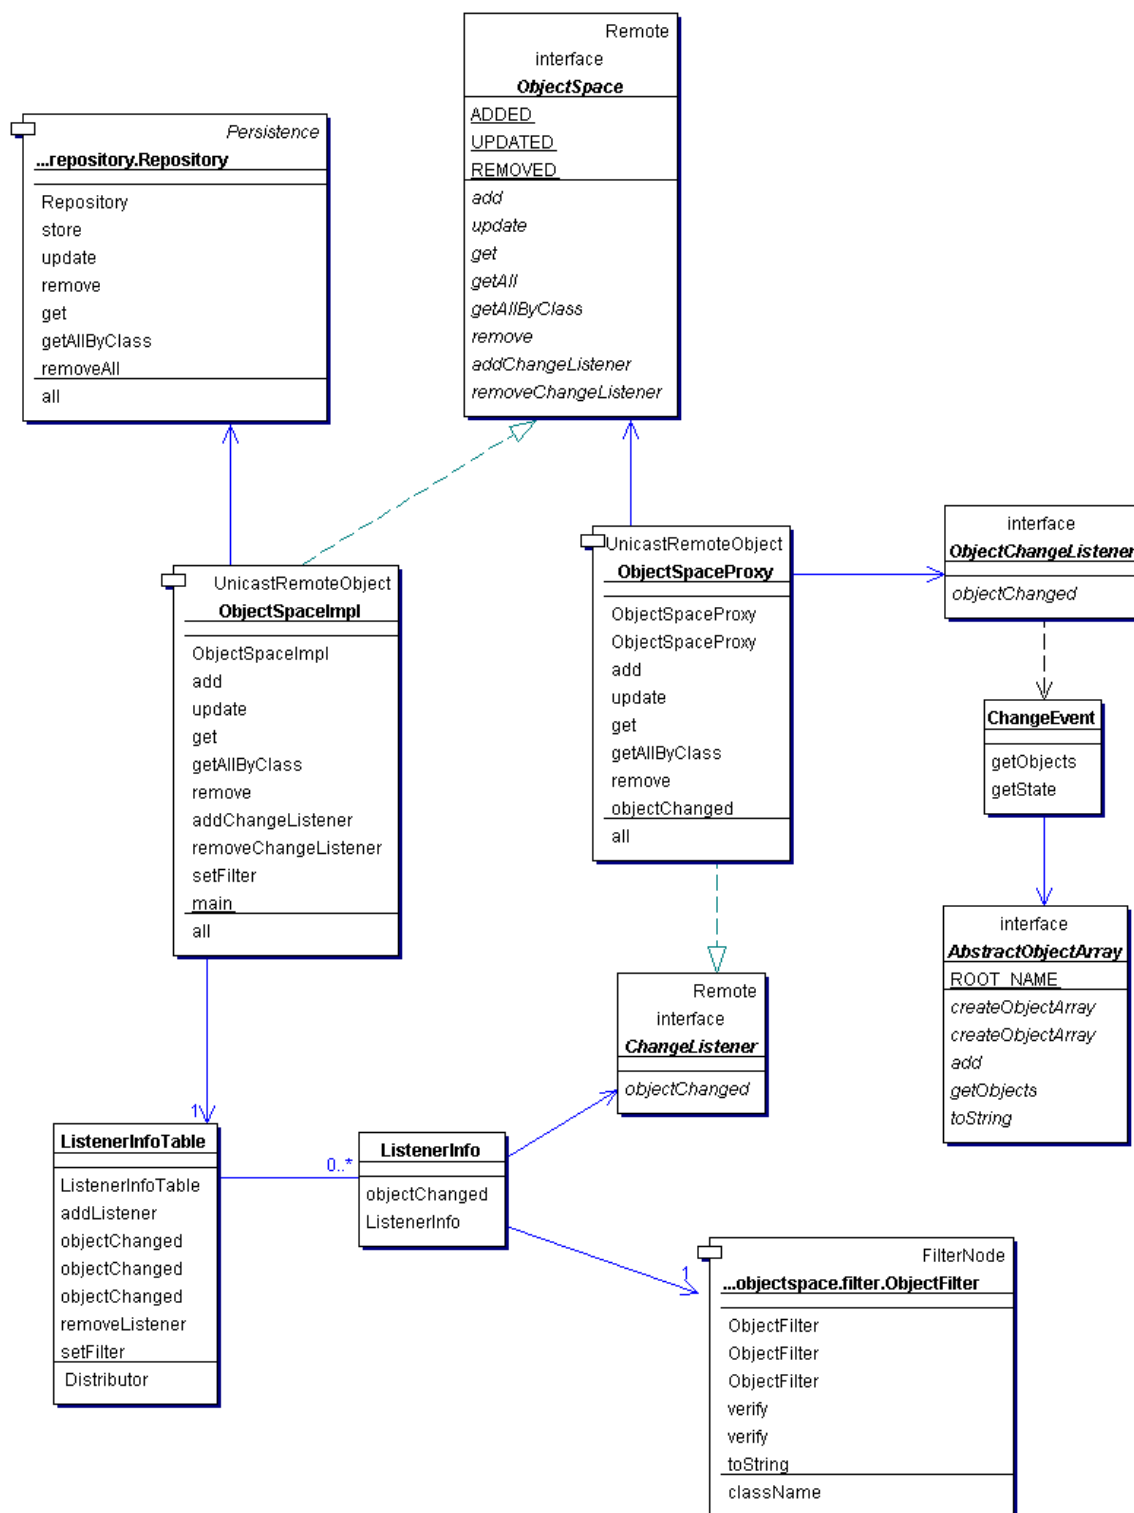 Remote
interface
ObjectSpace
ADDED
UPDATED
REMOVED
add
update
get
getAll
getAllByClass
remove
addChangeListener
removeChangeListener
Persistence
...repository.Repository
Repository
store
update
remove
get
getAllByClass
removeAll
all
UnicastRemoteObject
ObjectSpaceImpl
ObjectSpaceImpl
add
update
get
getAllByClass
remove
addChangeListener
removeChangeListener
setFilter
main
all
UnicastRemoteObject
ObjectSpaceProxy
ObjectSpaceProxy
ObjectSpaceProxy
add
update
get
getAllByClass
remove
objectChanged
all
interface
ObjectChangeListener
objectChanged
ChangeEvent
getObjects
getState
interface
AbstractObjectArray
ROOT_NAME
createObjectArray
createObjectArray
add
getObjects
toString
Remote
interface
ChangeListener
objectChanged
1
ListenerInfoTable
ListenerInfoTable
addListener
objectChanged
objectChanged
objectChanged
removeListener
setFilter
Distributor
0..*
ListenerInfo
objectChanged
ListenerInfo
1
FilterNode
...objectspace.filter.ObjectFilter
ObjectFilter
ObjectFilter
ObjectFilter
verify
verify
toString
className